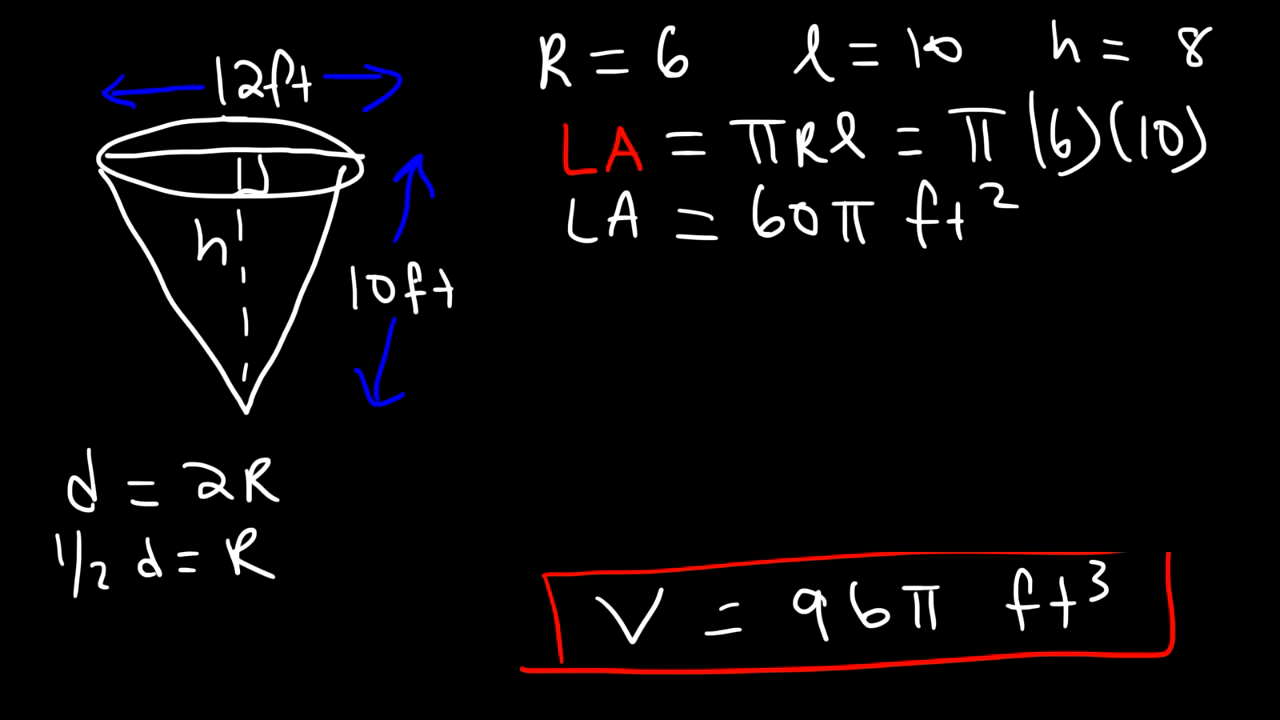 12ft
h
10ft
d = 2R
1/2 d = R
R = 6 l = 10 h = 8
LA = πRl = π (6)(10)
LA = 60π ft²
V = 96π ft³